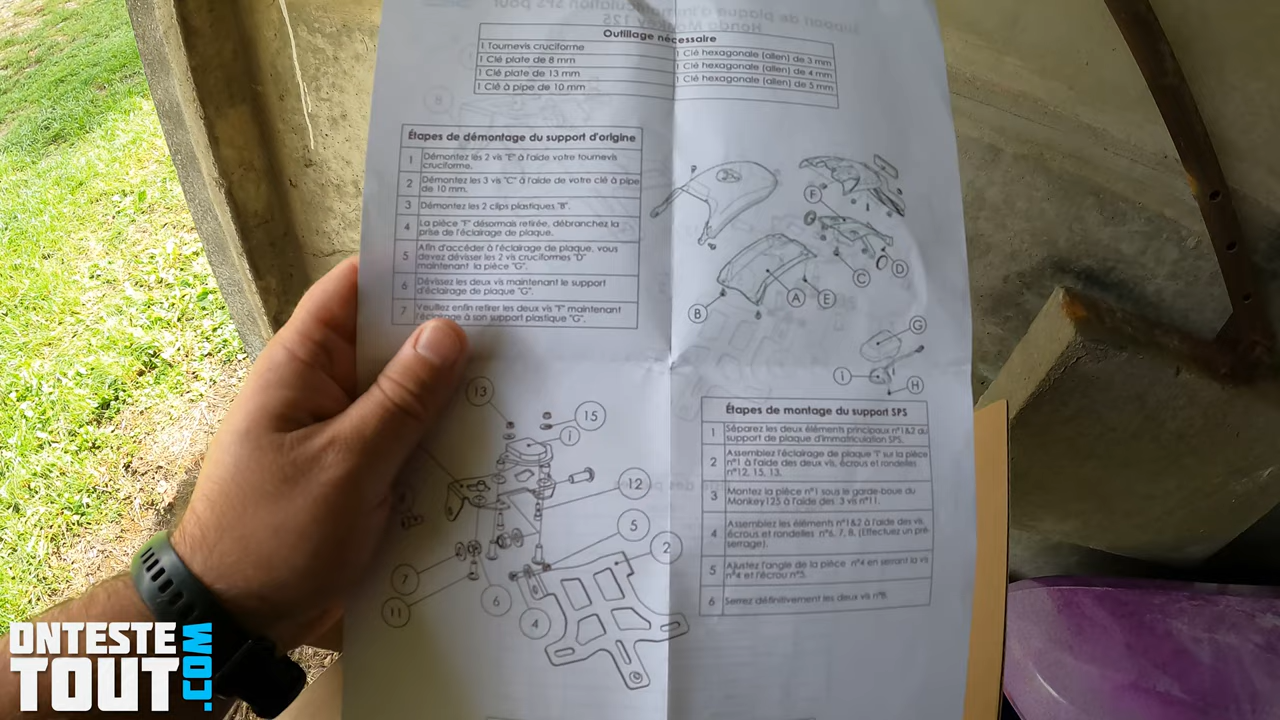 Support de plaque d'immatriculation SPS pour
Honda Monkey 125
Outillage nécessaire
1 Tournevis cruciforme
1 Clé plate de 8 mm
1 Clé plate de 13 mm
1 Clé à pipe de 10 mm
1 Clé hexagonale (allen) de 3 mm
1 Clé hexagonale (allen) de 4 mm
1 Clé hexagonale (allen) de 5 mm
Étapes de démontage du support d'origine
1 Démontez les 2 vis "E" à l'aide votre tournevis
cruciforme.
2 Démontez les 3 vis "C" à l'aide de votre clé à pipe
de 10 mm.
3 Démontez les 2 clips plastiques "B".
4 La pièce "F" désormais retirée, débranchez la
prise de l'éclairage de plaque.
5 Afin d'accéder à l'éclairage de plaque, vous
devez dévisser les 2 vis cruciformes "D"
maintenant la pièce "G".
6 Dévissez les deux vis maintenant le support
d'éclairage de plaque "G".
7 Veuillez enfin retirer les deux vis "F" maintenant
l'éclairage à son support plastique "G".
F
C
D
A
E
B
G
i
H
13
15
i
12
5
2
7
11
6
4
Étapes de montage du support SPS
1 Séparez les deux éléments principaux n°1&2 du
support de plaque d'immatriculation SPS.
2 Assemblez l'éclairage de plaque "i" sur la pièce
n°1 à l'aide des deux vis, écrous et rondelles
n°12, 15, 13.
3 Montez la pièce n°1 sous le garde-boue du
Monkey125 à l'aide des 3 vis n°11.
4 Assemblez les éléments n°1&2 à l'aide des vis,
écrous et rondelles n°6, 7, 8. (Effectuez un pré-
serrage).
5 Ajustez l'angle de la pièce n°4 en serrant la vis
n°4 et l'écrou n°5.
6 Serrez définitivement les deux vis n°8.
ONTESTE
TOUT
.COM